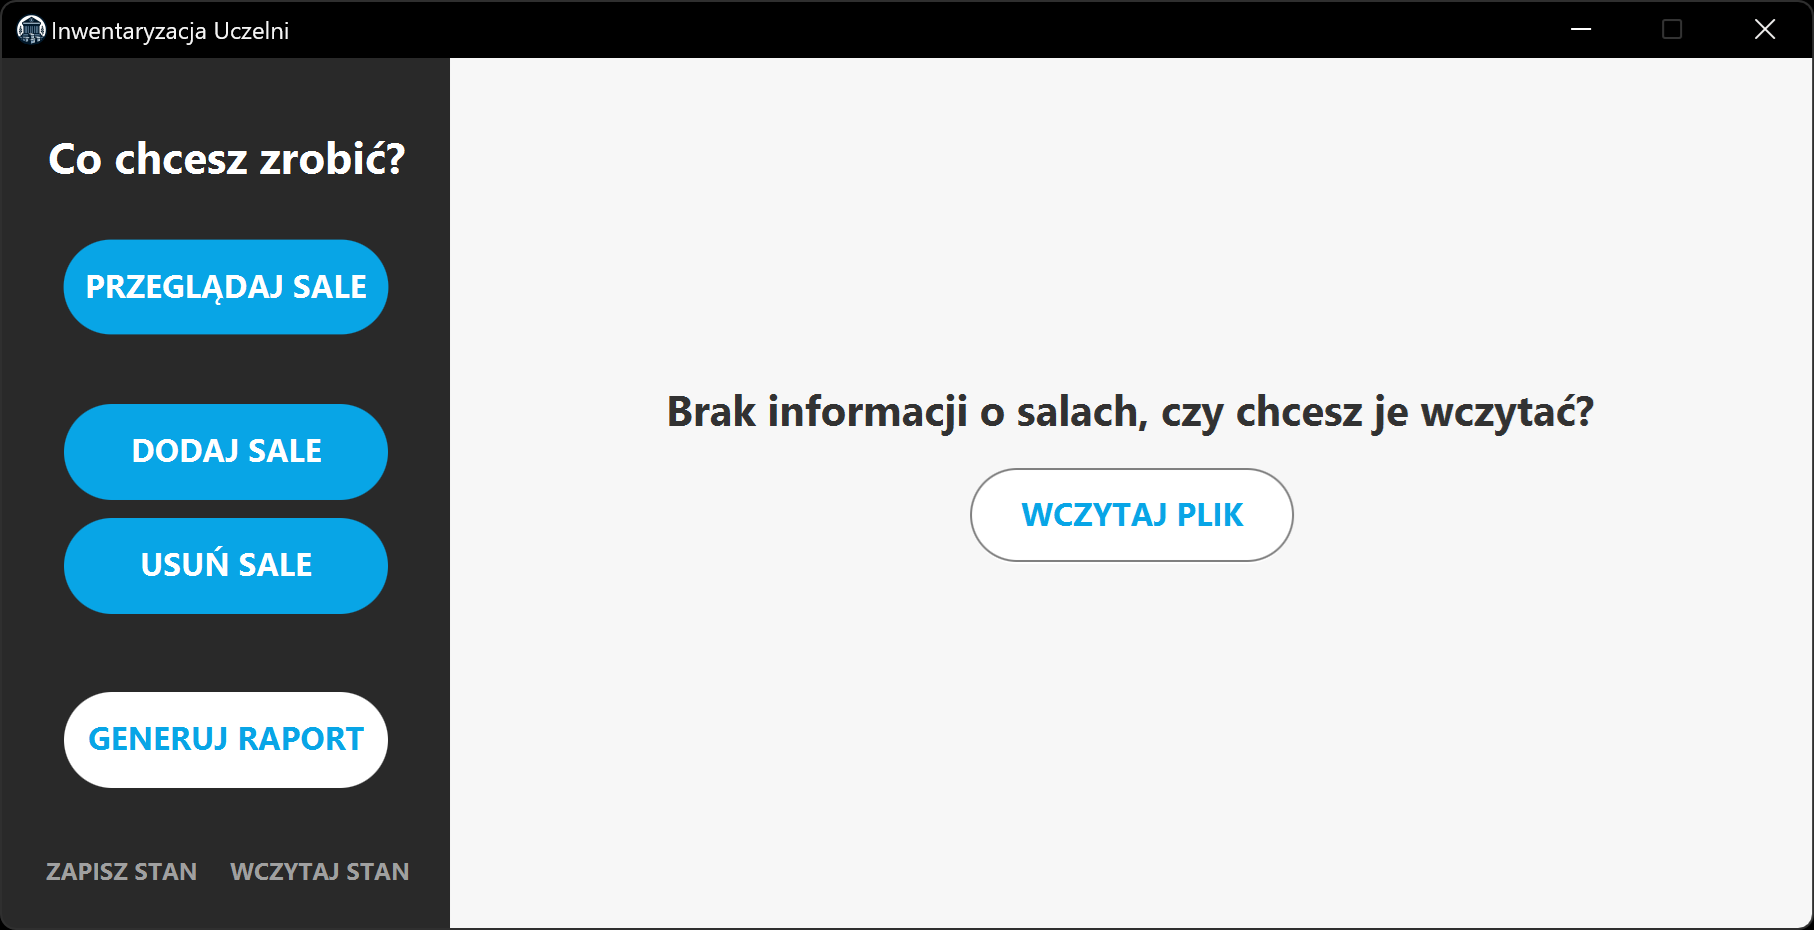 Inwentaryzacja Uczelni
Co chcesz zrobić?
PRZEGLĄDAJ SALE
DODAJ SALE
USUŃ SALE
GENERUJ RAPORT
ZAPISZ STAN WCZYTAJ STAN
Brak informacji o salach, czy chcesz je wczytać?
WCZYTAJ PLIK